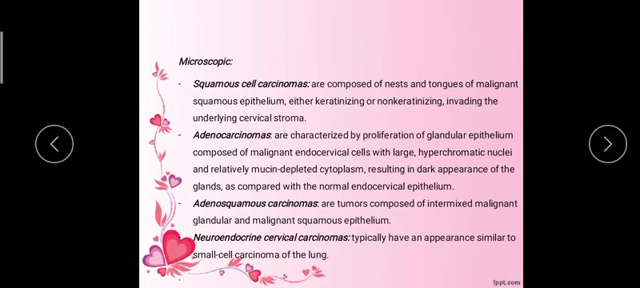 Microscopic:
- Squamous cell carcinomas: are composed of nests and tongues of malignant
squamous epithelium, either keratinizing or nonkeratinizing, invading the
underlying cervical stroma.
- Adenocarcinomas: are characterized by proliferation of glandular epithelium
composed of malignant endocervical cells with large, hyperchromatic nuclei
and relatively mucin-depleted cytoplasm, resulting in dark appearance of the
glands, as compared with the normal endocervical epithelium.
- Adenosquamous carcinomas: are tumors composed of intermixed malignant
glandular and malignant squamous epithelium.
- Neuroendocrine cervical carcinomas: typically have an appearance similar to
small-cell carcinoma of the lung.
fppt.com